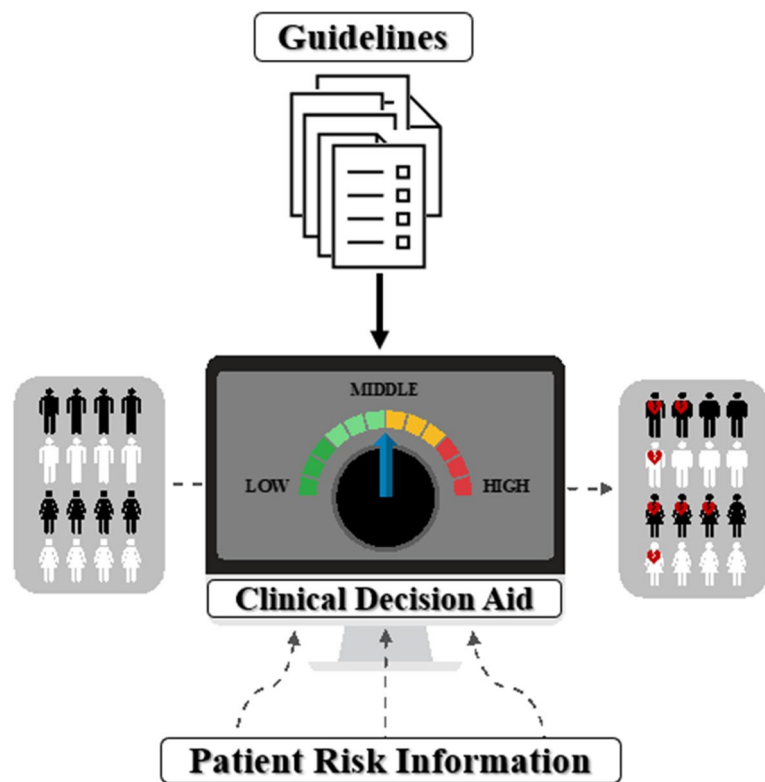 Guidelines
MIDDLE
LOW
HIGH
Clinical Decision Aid
Patient Risk Information